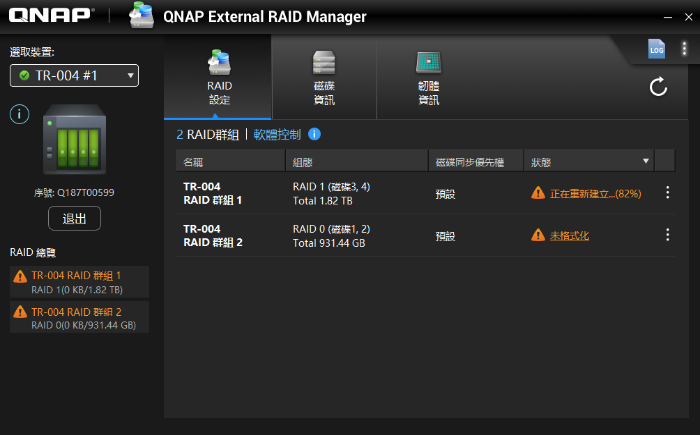 QNAP
QNAP External RAID Manager
LOG
選取裝置:
TR-004 #1
序號: Q187T00599
退出
RAID 總覽
TR-004 RAID 群組 1
RAID 1(0 KB/1.82 TB)
TR-004 RAID 群組 2
RAID 0(0 KB/931.44 GB)
RAID
設定
磁碟
資訊
韌體
資訊
2 RAID群組 | 軟體控制
名稱 組態 磁碟同步優先權 狀態
TR-004
RAID 群組 1
RAID 1 (磁碟3, 4)
Total 1.82 TB
預設
正在重新建立...(82%)
TR-004
RAID 群組 2
RAID 0 (磁碟1, 2)
Total 931.44 GB
預設
未格式化